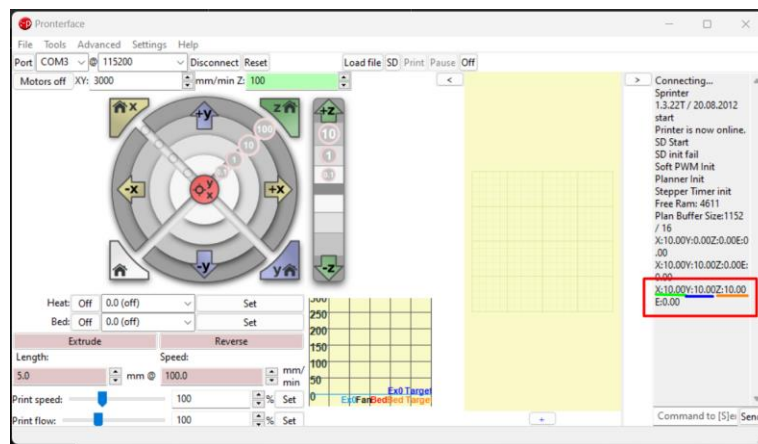 Pronterface
File Tools Advanced Settings Help
Port COM3 @ 115200 Disconnect Reset Load file SD Print Pause Off
Motors off XY: 3000 mm/min Z: 100
< >
x z +y +z
100 10 1
10 1 0.1
-x y x +x
-y y -z
Heat: Off 0.0 (off) Set
Bed: Off 0.0 (off) Set
Extrude Reverse
Length: Speed:
5.0 mm @ 100.0 mm/
min
Print speed: 100 % Set
Print flow: 100 % Set
300
250
200
150
100
50
0
Ex0 Target
Ex0 Fan Bed Bed Target
+
Connecting...
Sprinter
1.3.22T / 20.08.2012
start
Printer is now online.
SD Start
SD init fail
Soft PWM Init
Planner Init
Stepper Timer init
Free Ram: 4611
Plan Buffer Size:1152
/ 16
X:10.00Y:0.00Z:0.00E:0
.00
X:10.00Y:10.00Z:0.00E:
0.00
X:10.00Y:10.00Z:10.00
E:0.00
Command to [S]e Sen